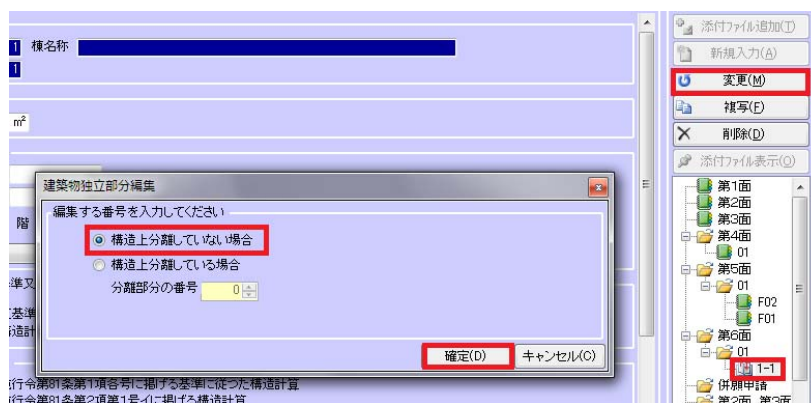 1 棟名称
1
㎡
階
準又
基準
造計
行令第81条第1項各号に掲げる基準に従つた構造計算
行令第81条第2項第1号イに掲げる構造計算
建築物独立部分編集
編集する番号を入力してください
構造上分離していない場合
構造上分離している場合
分離部分の番号 0
確定(D) キャンセル(C)
添付ファイル追加(T)
新規入力(A)
変更(M)
複写(F)
削除(D)
添付ファイル表示(O)
第1面
第2面
第3面
第4面
01
第5面
01
F02
F01
第6面
01
1-1
併願申請
第2面 第3面